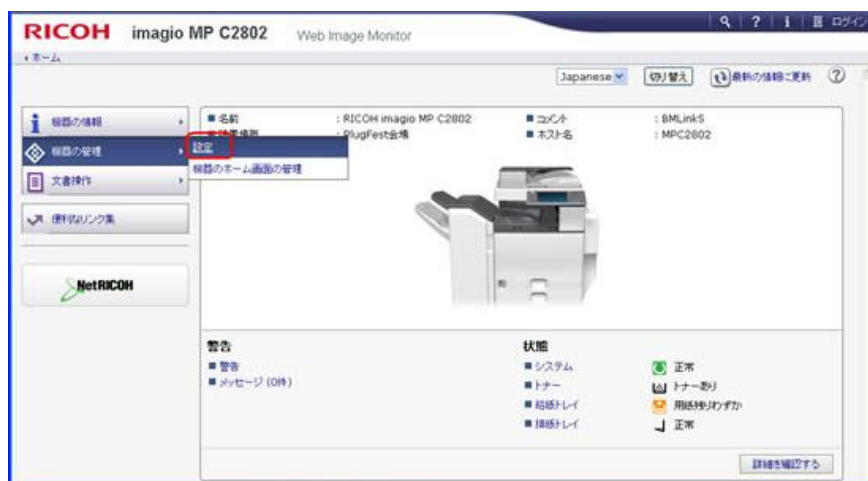 RICOH imagio MP C2802 Web Image Monitor
ログイン
ホーム
Japanese 切り替え 最新の情報に更新
機器の情報
機器の管理
文書操作
便利なリンク集
NetRICOH
設定
機器のホーム画面の管理
名前 : RICOH imagio MP C2802
: PlugFest会場
コメント : BMLinkS
ホスト名 : MPC2802
警告
警告
メッセージ (0件)
状態
システム 正常
トナー トナーあり
給紙トレイ 用紙残りわずか
排紙トレイ 正常
詳細を確認する